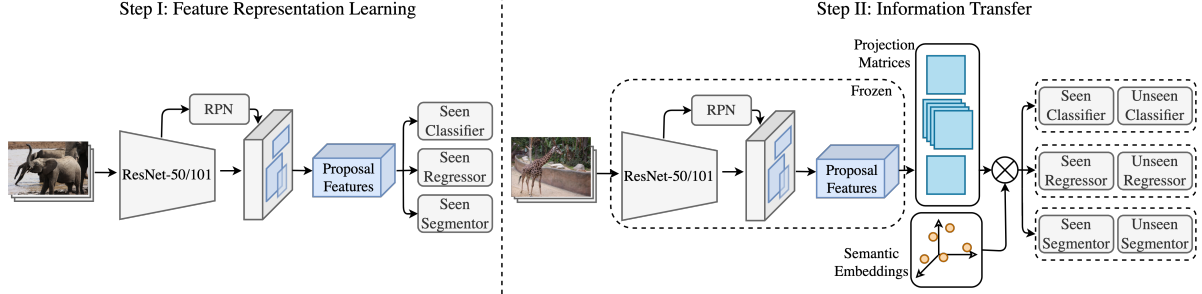 Step I: Feature Representation Learning
RPN
ResNet-50/101
Proposal
Features
Seen
Classifier
Seen
Regressor
Seen
Segmentor
Step II: Information Transfer
Projection
Matrices
Frozen
RPN
ResNet-50/101
Proposal
Features
Semantic
Embeddings
Seen
Classifier
Unseen
Classifier
Seen
Regressor
Unseen
Regressor
Seen
Segmentor
Unseen
Segmentor